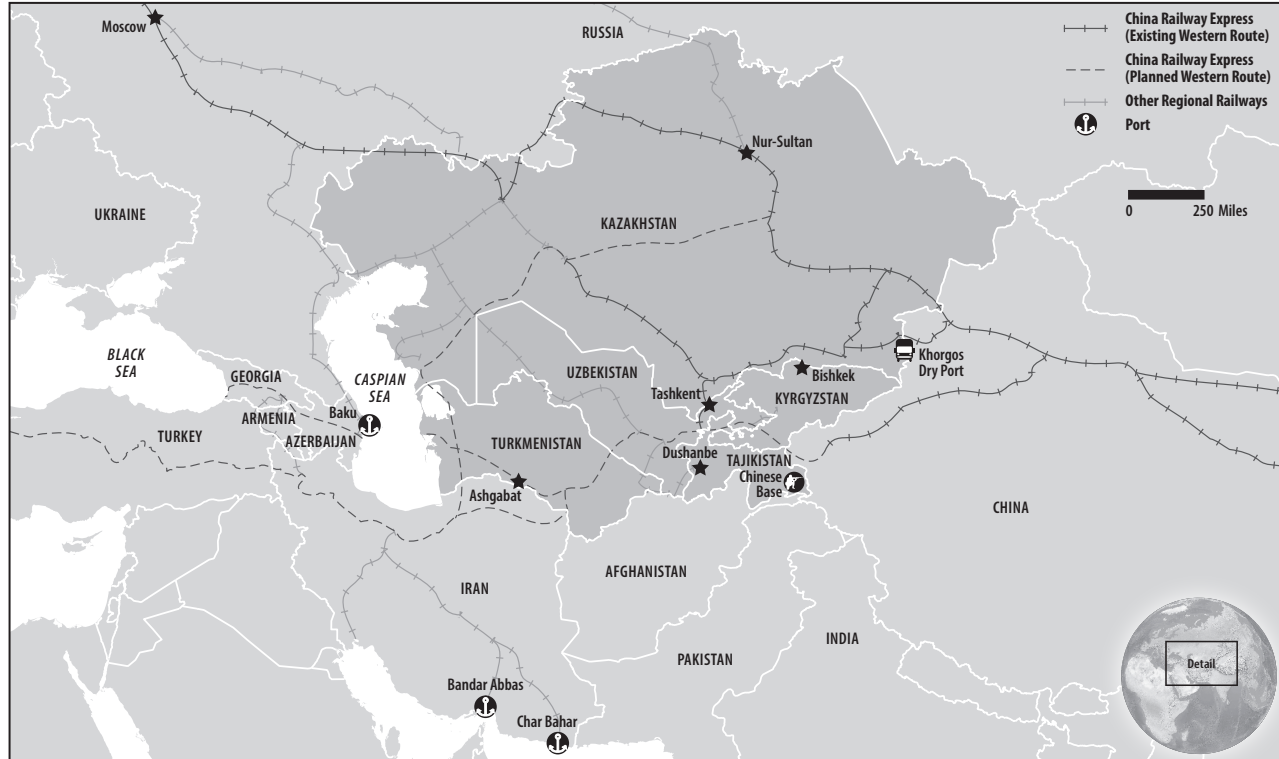 Moscow
RUSSIA
China Railway Express
(Existing Western Route)
China Railway Express
(Planned Western Route)
Other Regional Railways
Port
0 250 Miles
Nur-Sultan
UKRAINE
KAZAKHSTAN
BLACK
SEA
GEORGIA
CASPIAN
SEA
ARMENIA
Baku
TURKEY
AZERBAIJAN
UZBEKISTAN
Tashkent
Bishkek
KYRGYZSTAN
Khorgos
Dry Port
TURKMENISTAN
Dushanbe
TAJIKISTAN
Chinese
Base
Ashgabat
CHINA
IRAN
AFGHANISTAN
PAKISTAN
INDIA
Bandar Abbas
Char Bahar
Detail